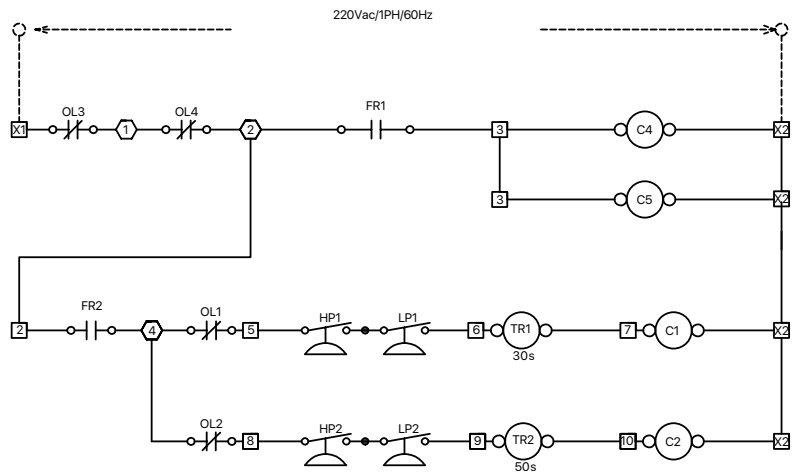 220Vac/1PH/60Hz
OL3 OL4 FR1
X1 1 2 3 C4 X2
3 C5 X2
FR2 OL1 HP1 LP1
2 4 5 6 TR1 7 C1 X2
30s
OL2 HP2 LP2
8 9 TR2 10 C2 X2
50s